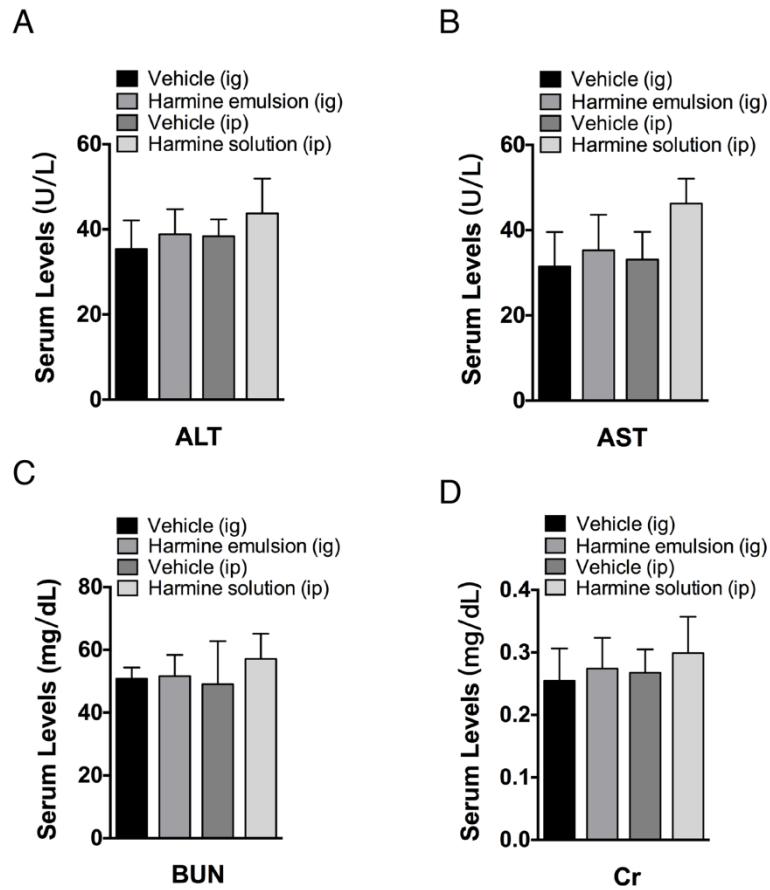 A
Vehicle (ig)
Harmine emulsion (ig)
Vehicle (ip)
Harmine solution (ip)
Serum Levels (U/L)
60
40
20
0
ALT
B
Vehicle (ig)
Harmine emulsion (ig)
Vehicle (ip)
Harmine solution (ip)
Serum Levels (U/L)
60
40
20
0
AST
C
Vehicle (ig)
Harmine emulsion (ig)
Vehicle (ip)
Harmine solution (ip)
Serum Levels (mg/dL)
80
60
40
20
0
BUN
D
Vehicle (ig)
Harmine emulsion (ig)
Vehicle (ip)
Harmine solution (ip)
Serum Levels (mg/dL)
0.4
0.3
0.2
0.1
0.0
Cr